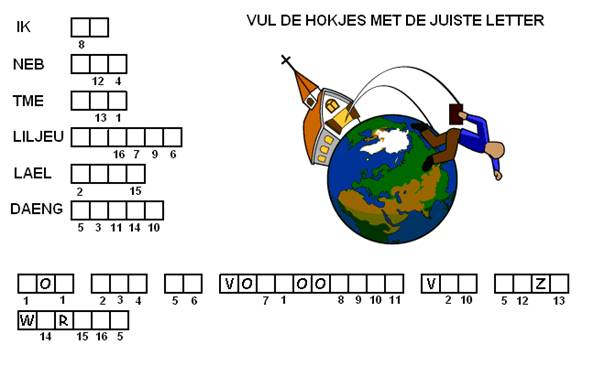 VUL DE HOKJES MET DE JUISTE LETTER
IK
8
NEB
12 4
TME
13 1
LILJEU
16 7 9 6
LAEL
2 15
DAENG
5 3 11 14 10
O V O O O V Z
1 1 2 3 4 5 6 7 1 8 9 10 11 2 10 5 12 13
W R
14 15 16 5